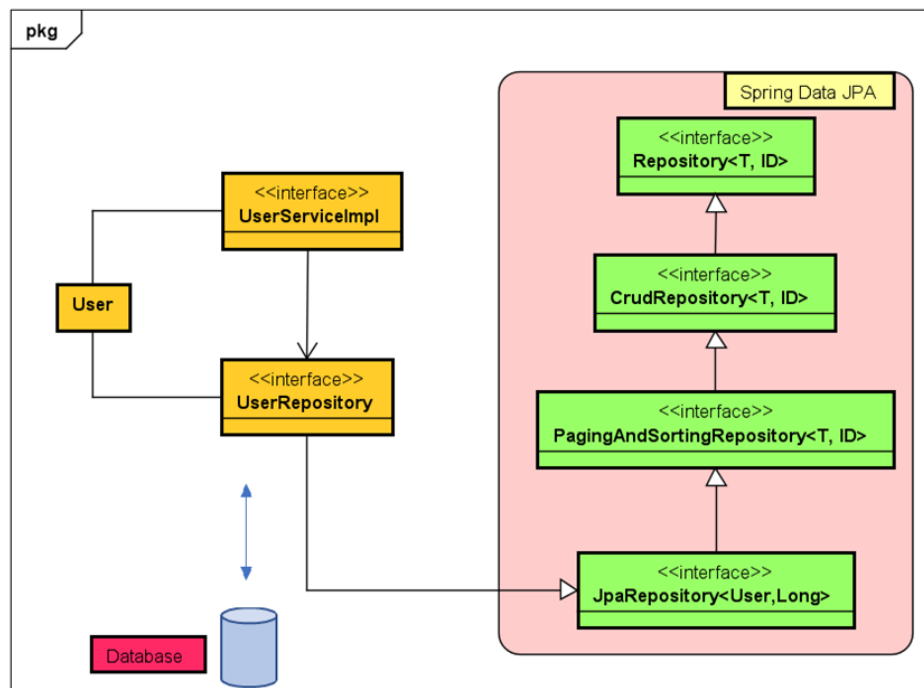 pkg
Spring Data JPA
<<interface>>
Repository<T, ID>
<<interface>>
UserServiceImpl
<<interface>>
CrudRepository<T, ID>
User
<<interface>>
UserRepository
<<interface>>
PagingAndSortingRepository<T, ID>
<<interface>>
JpaRepository<User,Long>
Database